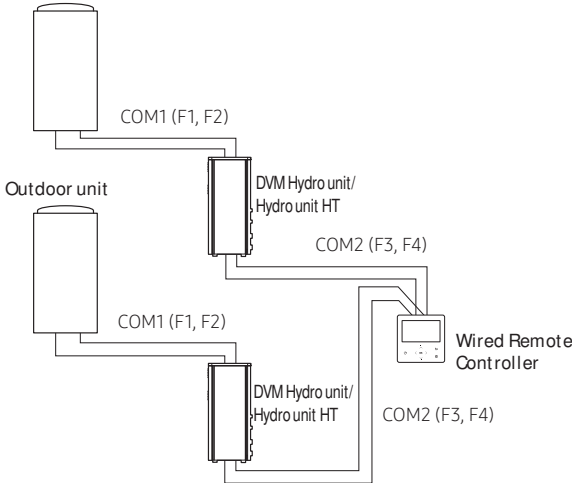 COM1 (F1, F2)
Outdoor unit
DVM Hydro unit/
Hydro unit HT
COM2 (F3, F4)
COM1 (F1, F2)
Wired Remote
Controller
DVM Hydro unit/
Hydro unit HT
COM2 (F3, F4)